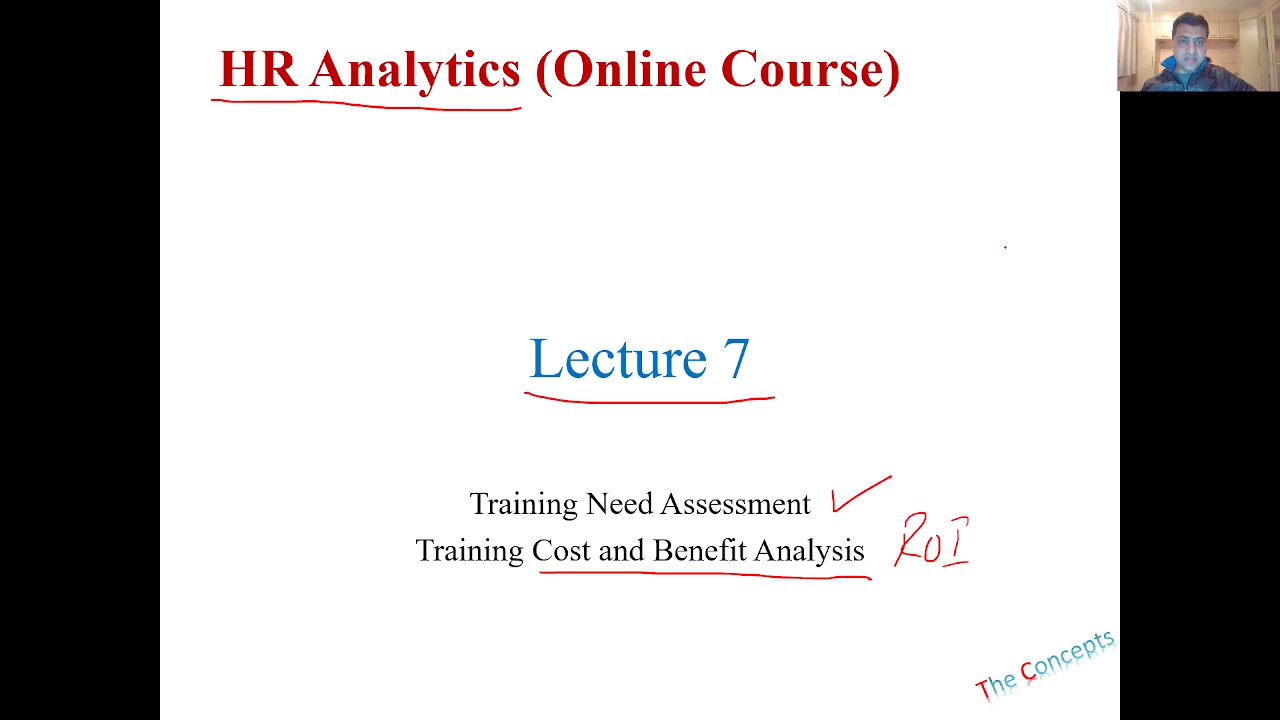 HR Analytics (Online Course)
Lecture 7
Training Need Assessment
Training Cost and Benefit Analysis ROI
The Concepts